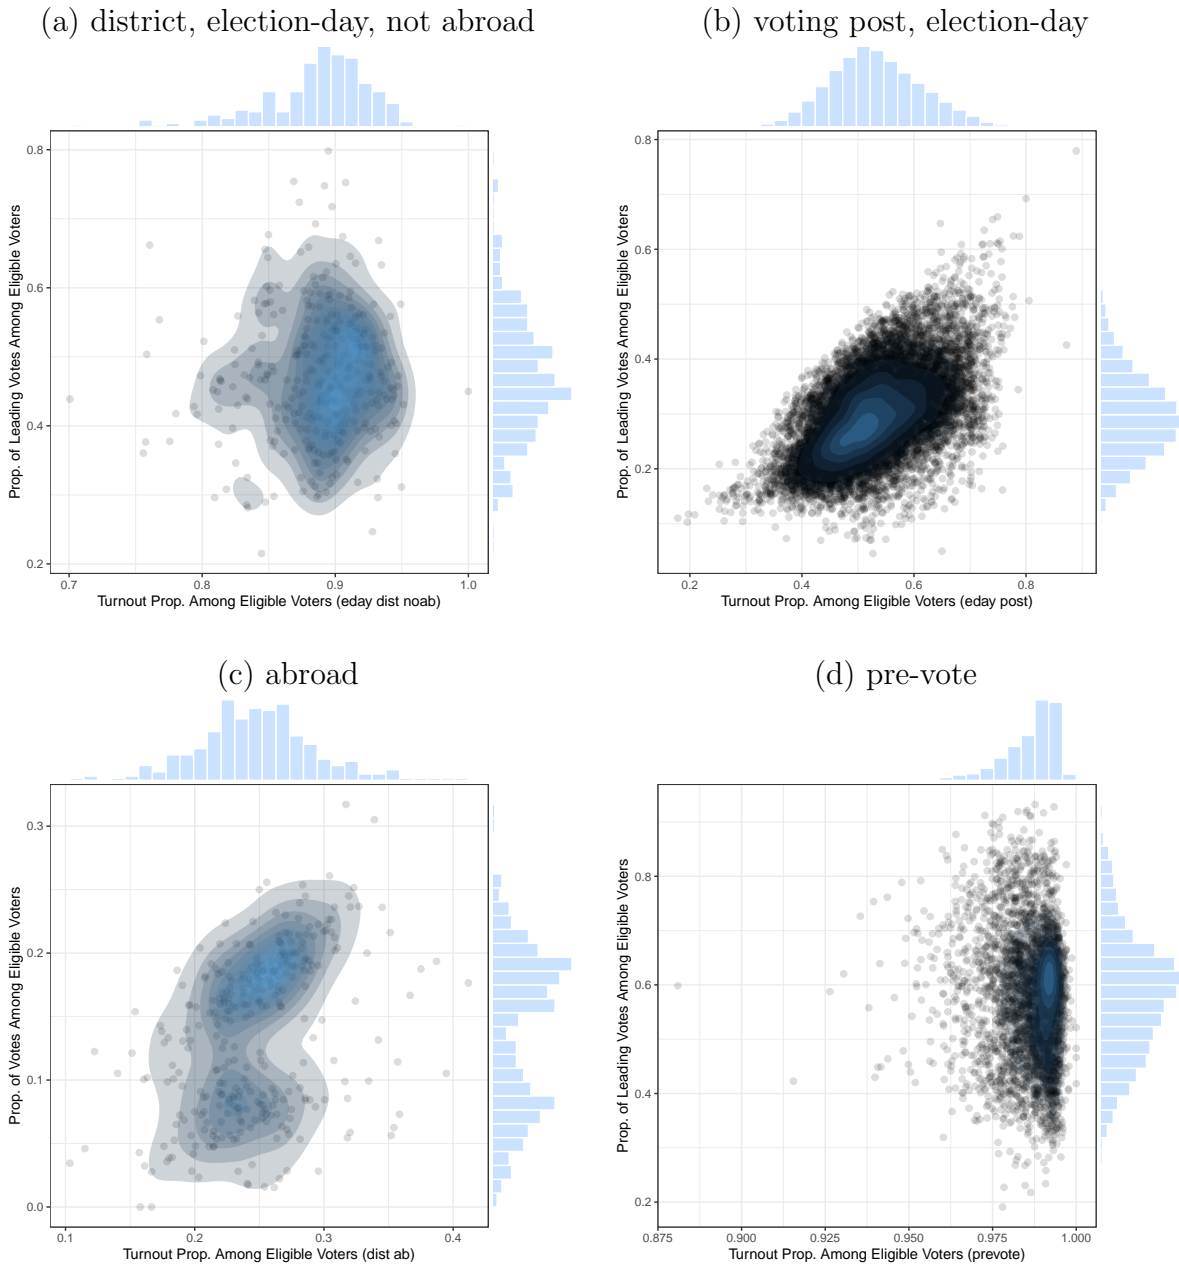 (a) district, election-day, not abroad
0.8
0.6
0.4
0.2
Prop. of Leading Votes Among Eligible Voters
0.7 0.8 0.9 1.0
Turnout Prop. Among Eligible Voters (eday dist noab)
(b) voting post, election-day
0.8
0.6
0.4
0.2
Prop. of Leading Votes Among Eligible Voters
0.2 0.4 0.6 0.8
Turnout Prop. Among Eligible Voters (eday post)
(c) abroad
0.3
0.2
0.1
0.0
Prop. of Votes Among Eligible Voters
0.1 0.2 0.3 0.4
Turnout Prop. Among Eligible Voters (dist ab)
(d) pre-vote
0.8
0.6
0.4
0.2
Prop. of Leading Votes Among Eligible Voters
0.875 0.900 0.925 0.950 0.975 1.000
Turnout Prop. Among Eligible Voters (prevote)